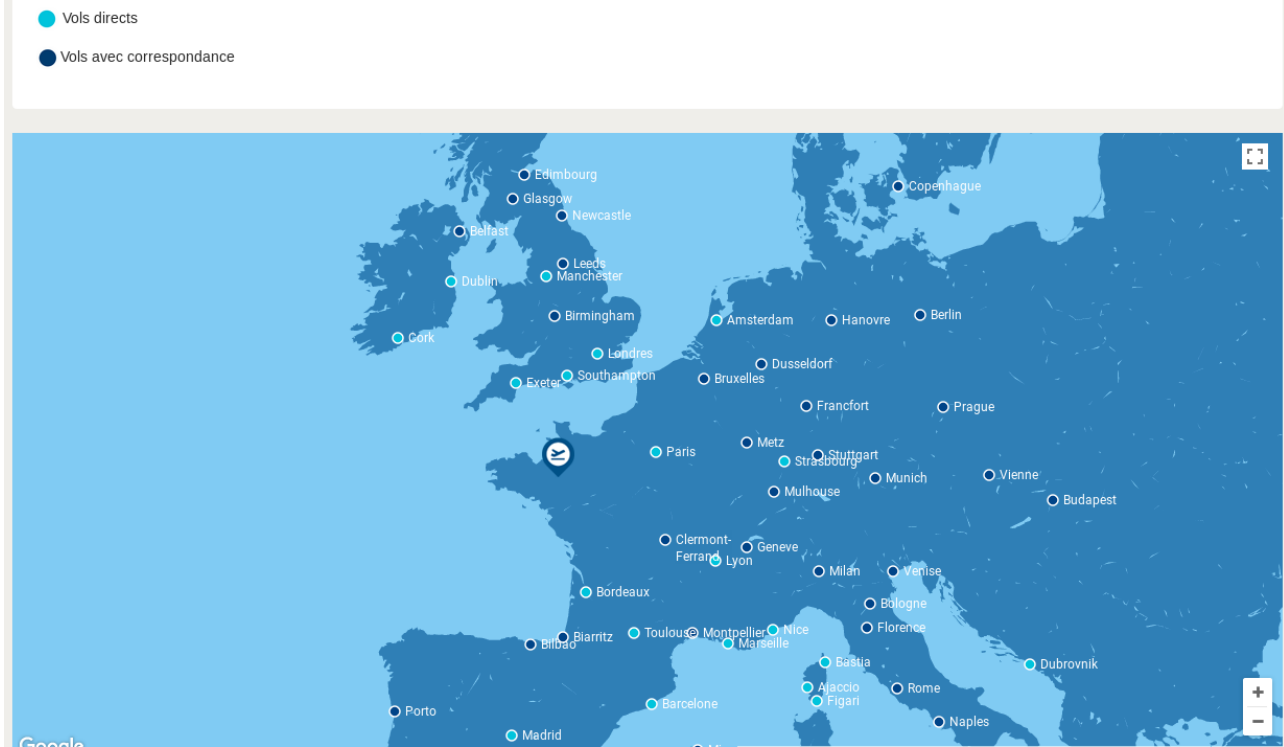 Vols directs
Vols avec correspondance
Edimbourg
Copenhague
Glasgow
Newcastle
Belfast
Leeds
Manchester
Dublin
Birmingham
Amsterdam
Hanovre
Berlin
Cork
Londres
Dusseldorf
Southampton
Bruxelles
Exeter
Francfort
Prague
Metz
Paris
Stuttgart
Strasbourg
Munich
Vienne
Mulhouse
Budapest
Clermont-
Ferrand
Geneve
Lyon
Milan
Venise
Bordeaux
Bologne
Florence
Toulouse
Montpellier
Nice
Biarritz
Bilbao
Marseille
Bastia
Dubrovnik
Ajaccio
Rome
Figari
Barcelone
Porto
Naples
Madrid
Google